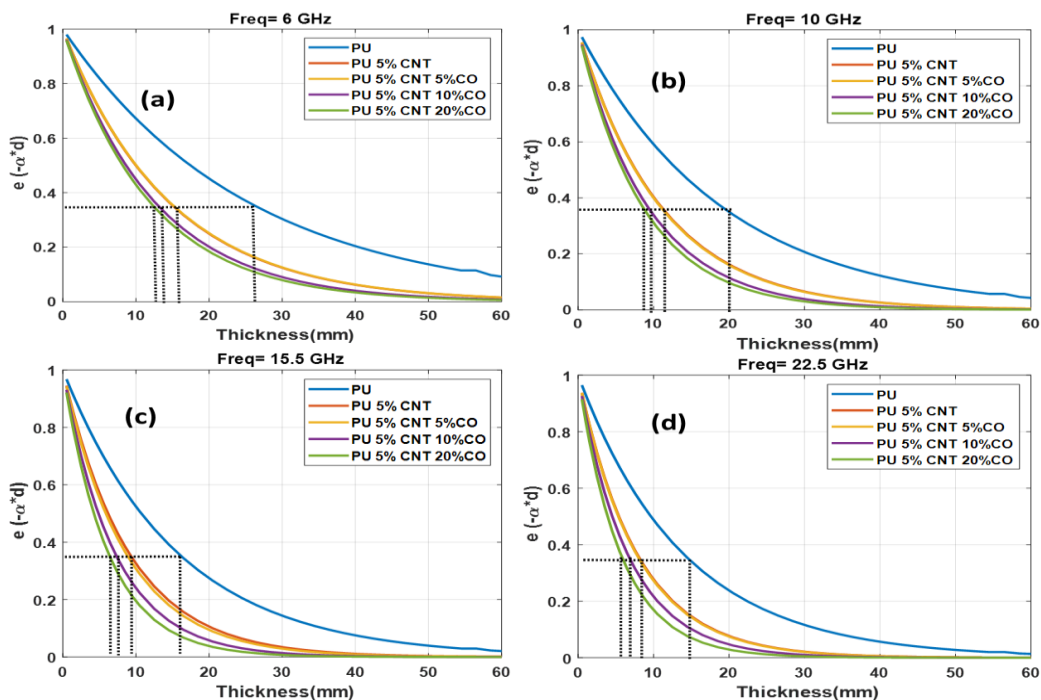 Freq= 6 GHz
1
0.8
0.6
0.4
0.2
0
e (-α*d)
(a)
PU
PU 5% CNT
PU 5% CNT 5%CO
PU 5% CNT 10%CO
PU 5% CNT 20%CO
0 10 20 30 40 50 60
Thickness(mm)
Freq= 10 GHz
1
0.8
0.6
0.4
0.2
0
e (-α*d)
(b)
PU
PU 5% CNT
PU 5% CNT 5%CO
PU 5% CNT 10%CO
PU 5% CNT 20%CO
0 10 20 30 40 50 60
Thickness(mm)
Freq= 15.5 GHz
1
0.8
0.6
0.4
0.2
0
e (-α*d)
(c)
PU
PU 5% CNT
PU 5% CNT 5%CO
PU 5% CNT 10%CO
PU 5% CNT 20%CO
0 10 20 30 40 50 60
Thickness(mm)
Freq= 22.5 GHz
1
0.8
0.6
0.4
0.2
0
e (-α*d)
(d)
PU
PU 5% CNT
PU 5% CNT 5%CO
PU 5% CNT 10%CO
PU 5% CNT 20%CO
0 10 20 30 40 50 60
Thickness(mm)